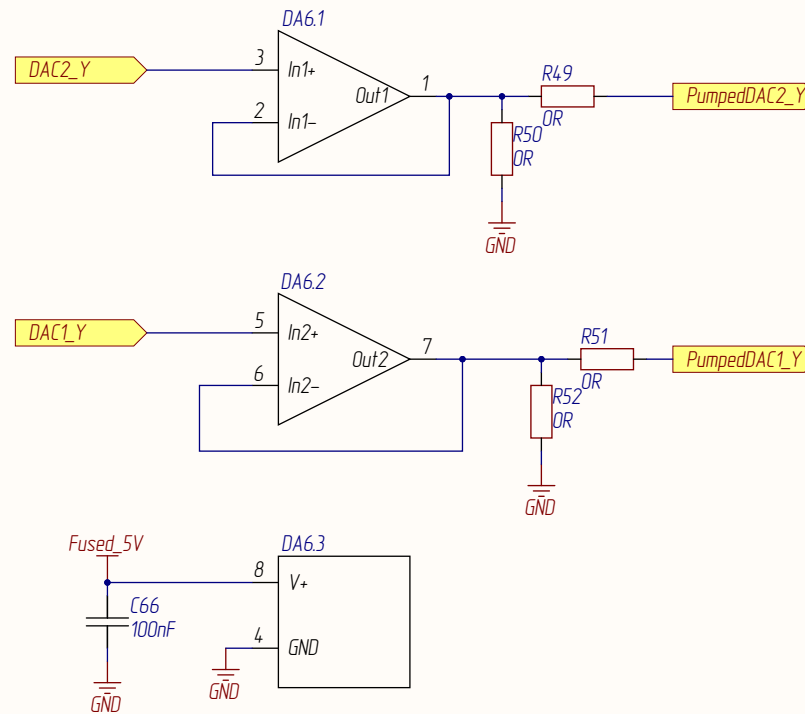 DA6.1
DAC2_Y
3
In1+
Out1
1
2
In1–
R49
0R
PumpedDAC2_Y
R50
0R
GND
DA6.2
DAC1_Y
5
In2+
Out2
7
6
In2–
R51
0R
PumpedDAC1_Y
R52
0R
GND
Fused_5V
DA6.3
8
V+
C66
100nF
4
GND
GND
GND